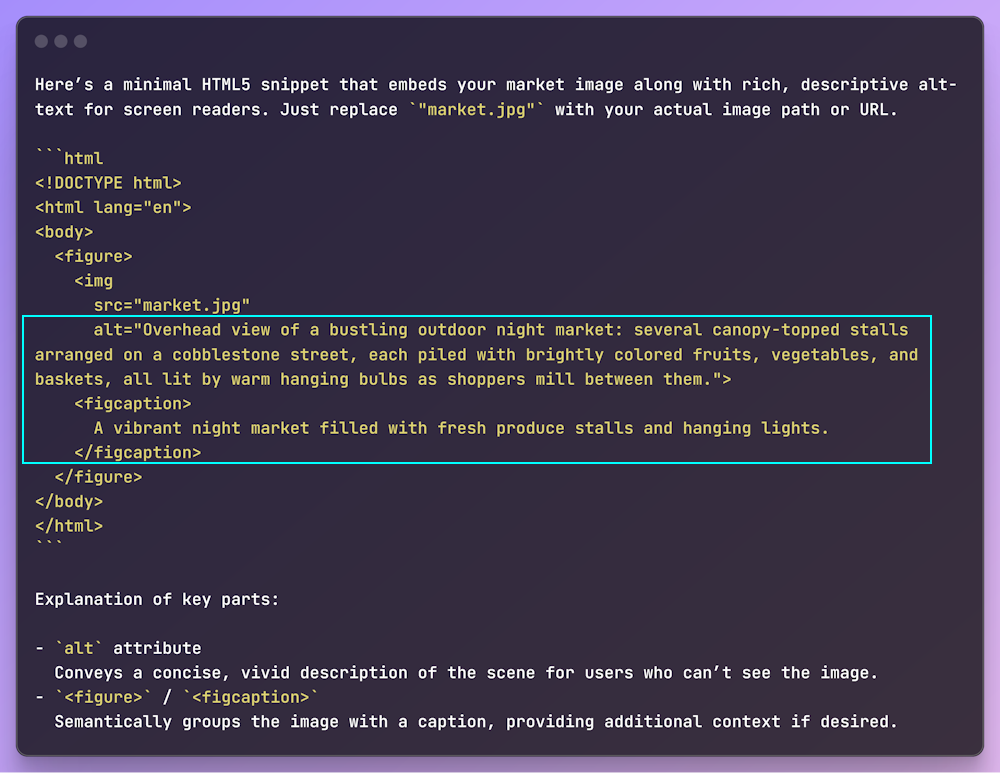 Here’s a minimal HTML5 snippet that embeds your market image along with rich, descriptive alt-
text for screen readers. Just replace `"market.jpg"` with your actual image path or URL.
```html
<!DOCTYPE html>
<html lang="en">
<body>
  <figure>
    <img
      src="market.jpg"
      alt="Overhead view of a bustling outdoor night market: several canopy-topped stalls
arranged on a cobblestone street, each piled with brightly colored fruits, vegetables, and
baskets, all lit by warm hanging bulbs as shoppers mill between them.">
    <figcaption>
      A vibrant night market filled with fresh produce stalls and hanging lights.
    </figcaption>
  </figure>
</body>
</html>
```
Explanation of key parts:
- `alt` attribute
  Conveys a concise, vivid description of the scene for users who can’t see the image.
- `<figure>` / `<figcaption>`
  Semantically groups the image with a caption, providing additional context if desired.